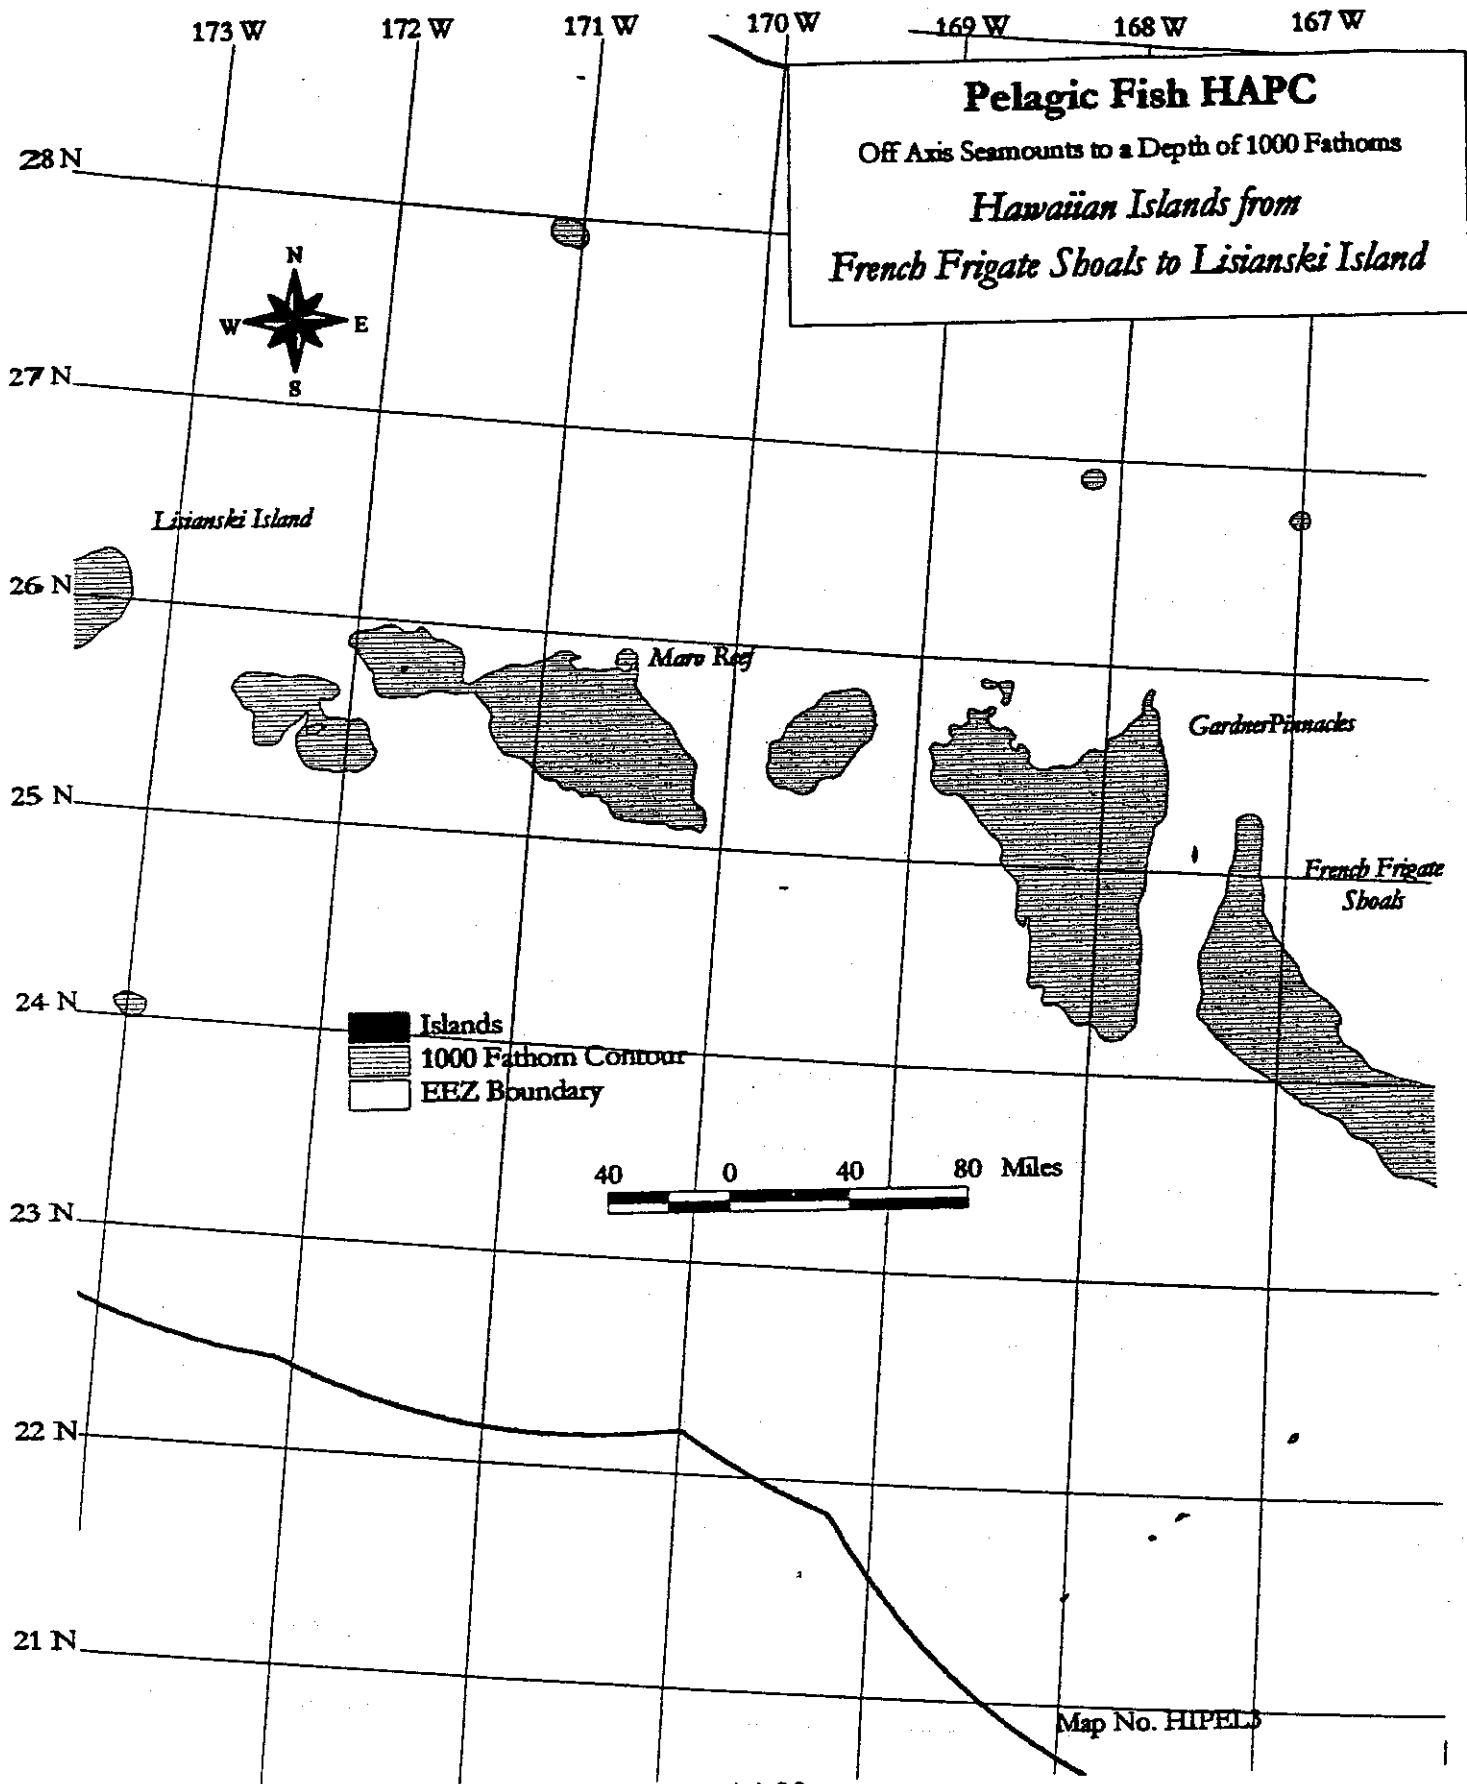 173 W 172 W 171 W 170 W 169 W 168 W 167 W
Pelagic Fish HAPC
Off Axis Seamounts to a Depth of 1000 Fathoms
Hawaiian Islands from
French Frigate Shoals to Lisianski Island
28 N
N
W E
S
27 N
Lisianski Island
26 N
Maro Reef
GardnerPinnacles
25 N
French Frigate
Shoals
24 N
Islands
1000 Fathom Contour
EEZ Boundary
40 0 40 80 Miles
23 N
22 N
21 N
Map No. HIPEL3